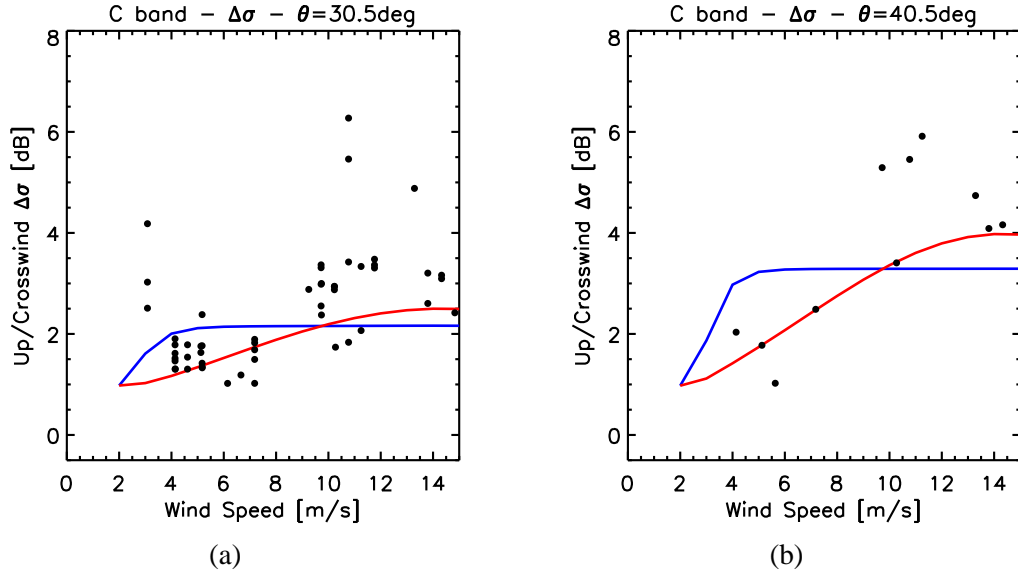 C band – Δσ – θ=30.5deg
Up/Crosswind Δσ [dB]
8
6
4
2
0
0 2 4 6 8 10 12 14
Wind Speed [m/s]
(a)
C band – Δσ – θ=40.5deg
Up/Crosswind Δσ [dB]
8
6
4
2
0
0 2 4 6 8 10 12 14
Wind Speed [m/s]
(b)